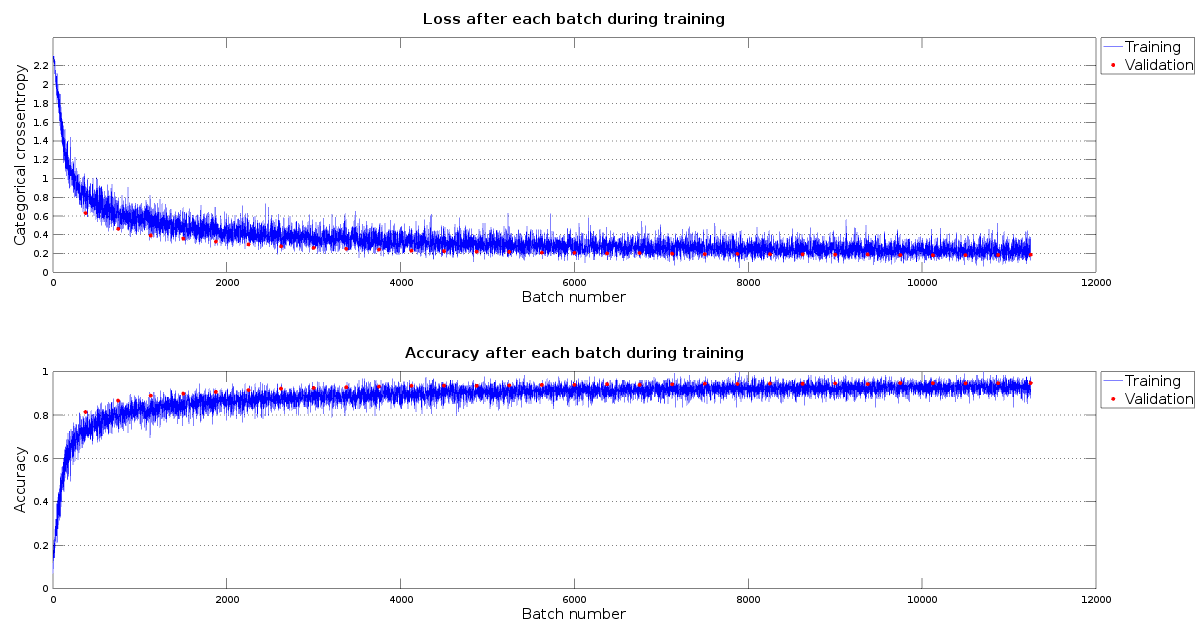 Loss after each batch during training
Training
Validation
Categorical crossentropy
2.2
2
1.8
1.6
1.4
1.2
1
0.8
0.6
0.4
0.2
0
0 2000 4000 6000 8000 10000 12000
Batch number
Accuracy after each batch during training
Training
Validation
Accuracy
1
0.8
0.6
0.4
0.2
0
0 2000 4000 6000 8000 10000 12000
Batch number